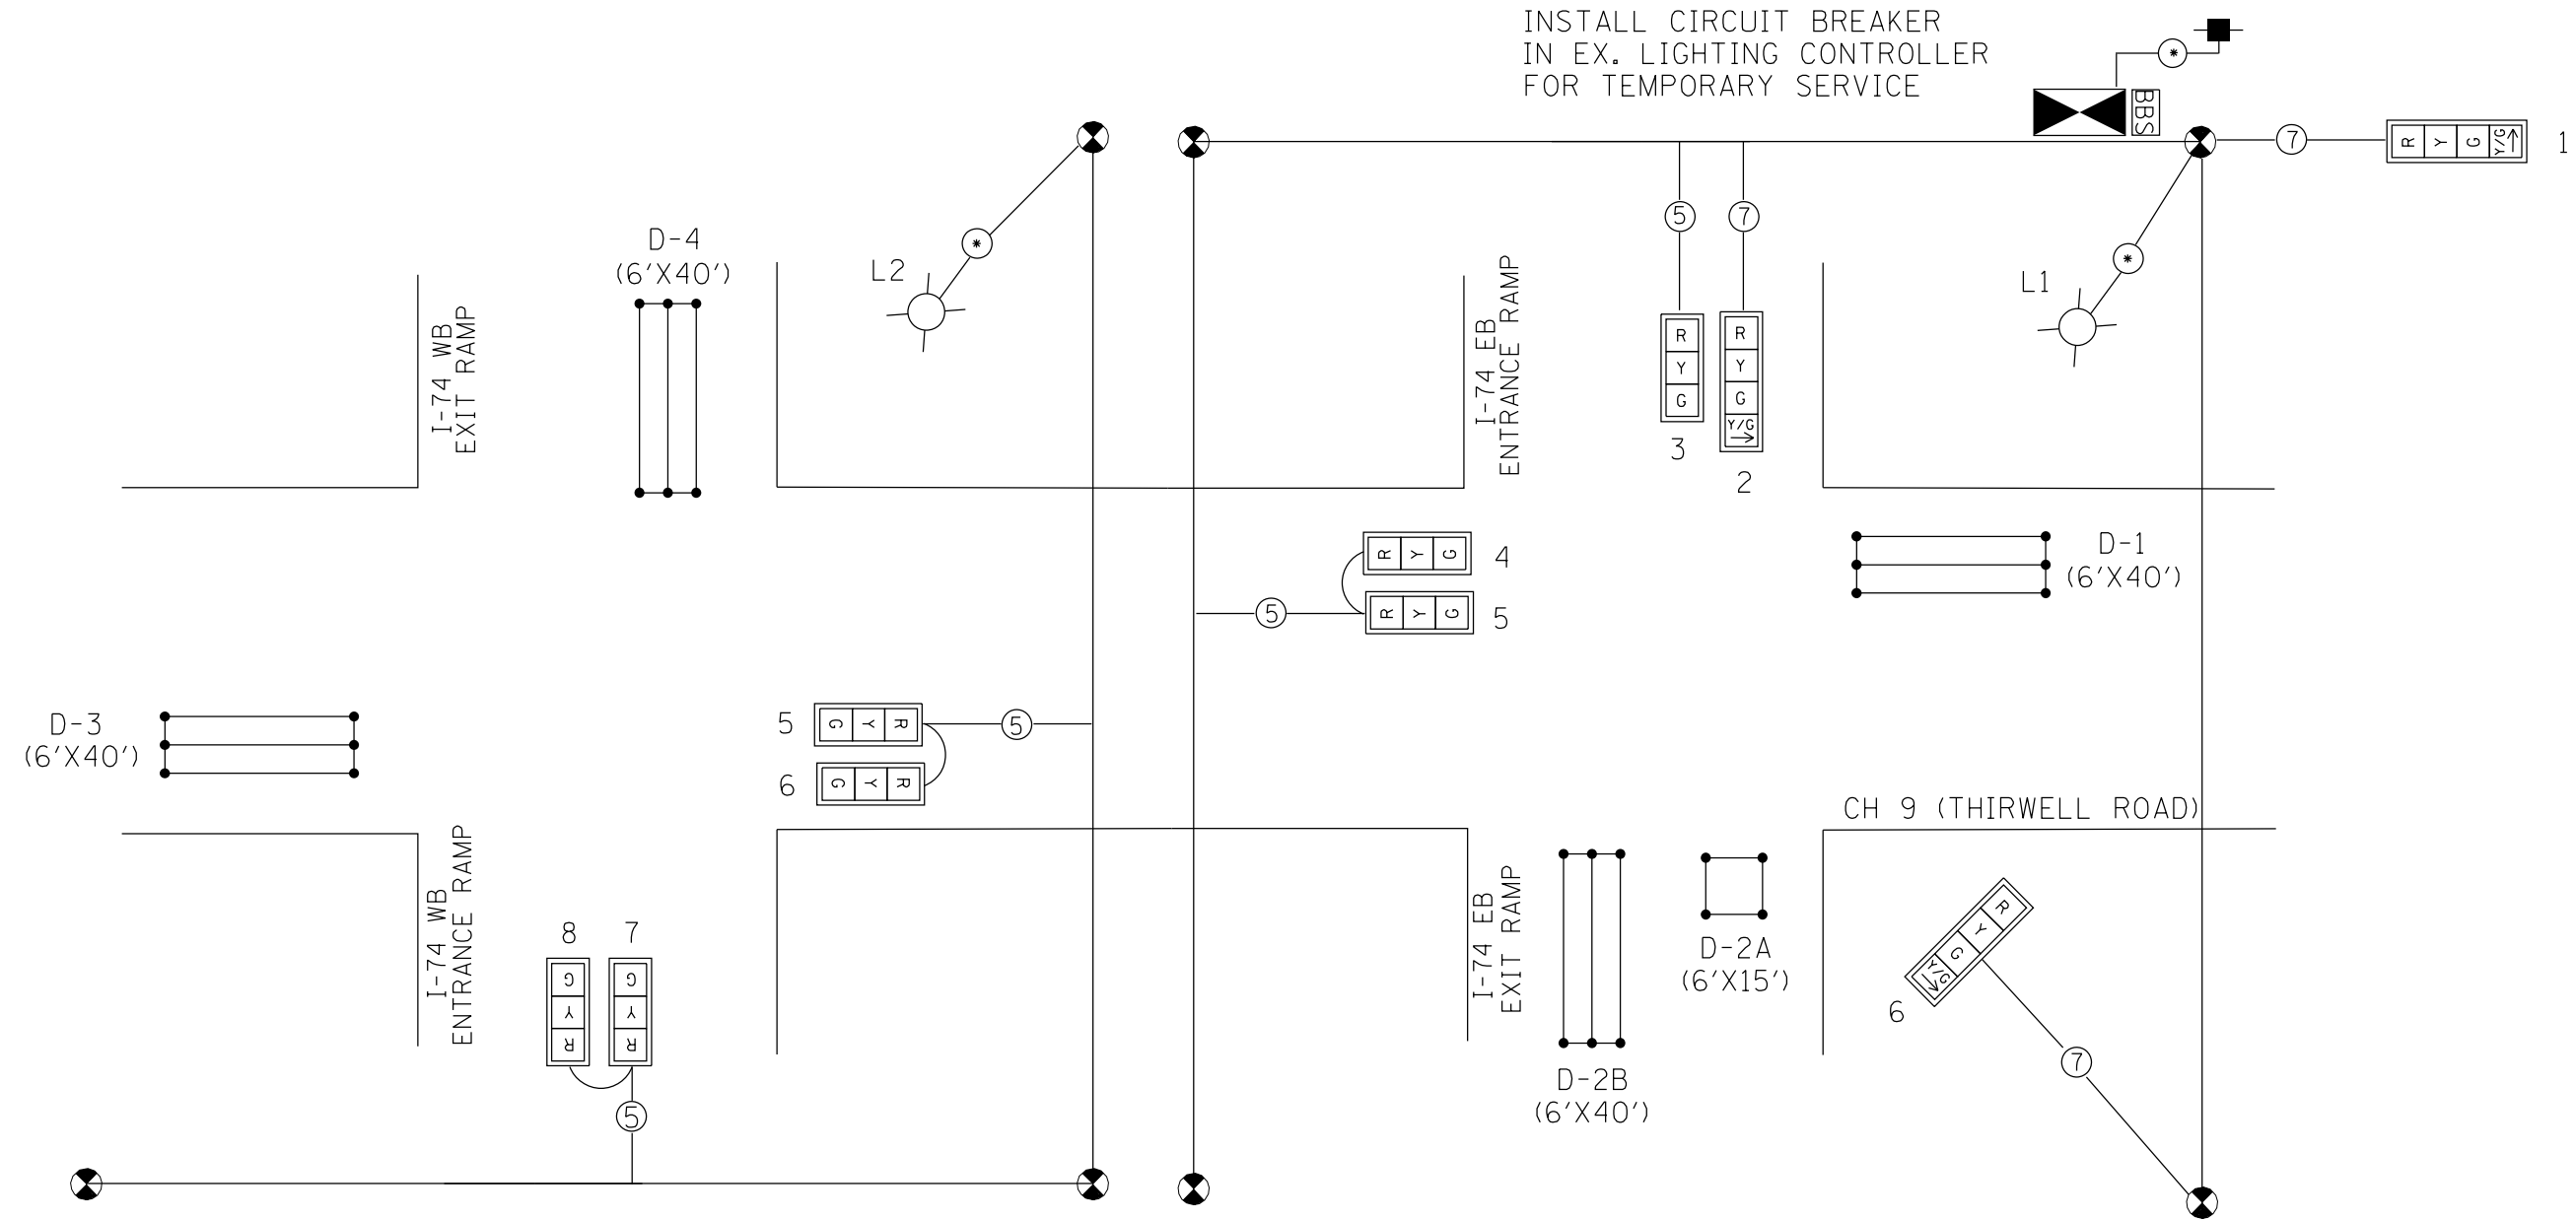 INSTALL CIRCUIT BREAKER
IN EX. LIGHTING CONTROLLER
FOR TEMPORARY SERVICE
*
BBS
7
R Y G Y/G
1
D-4
(6'X40')
*
L2
I-74 WB
EXIT RAMP
I-74 EB
ENTRANCE RAMP
5
7
R
Y
G
3
R
Y
G
Y/G
2
*
L1
R Y G
4
5
R Y G
5
D-1
(6'X40')
D-3
(6'X40')
5
G Y R
5
6
G Y R
CH 9 (THIRWELL ROAD)
I-74 WB
ENTRANCE RAMP
8
7
G
Y
R
G
Y
R
5
I-74 EB
EXIT RAMP
D-2A
(6'X15')
D-2B
(6'X40')
R
Y
G
Y/G
6
7